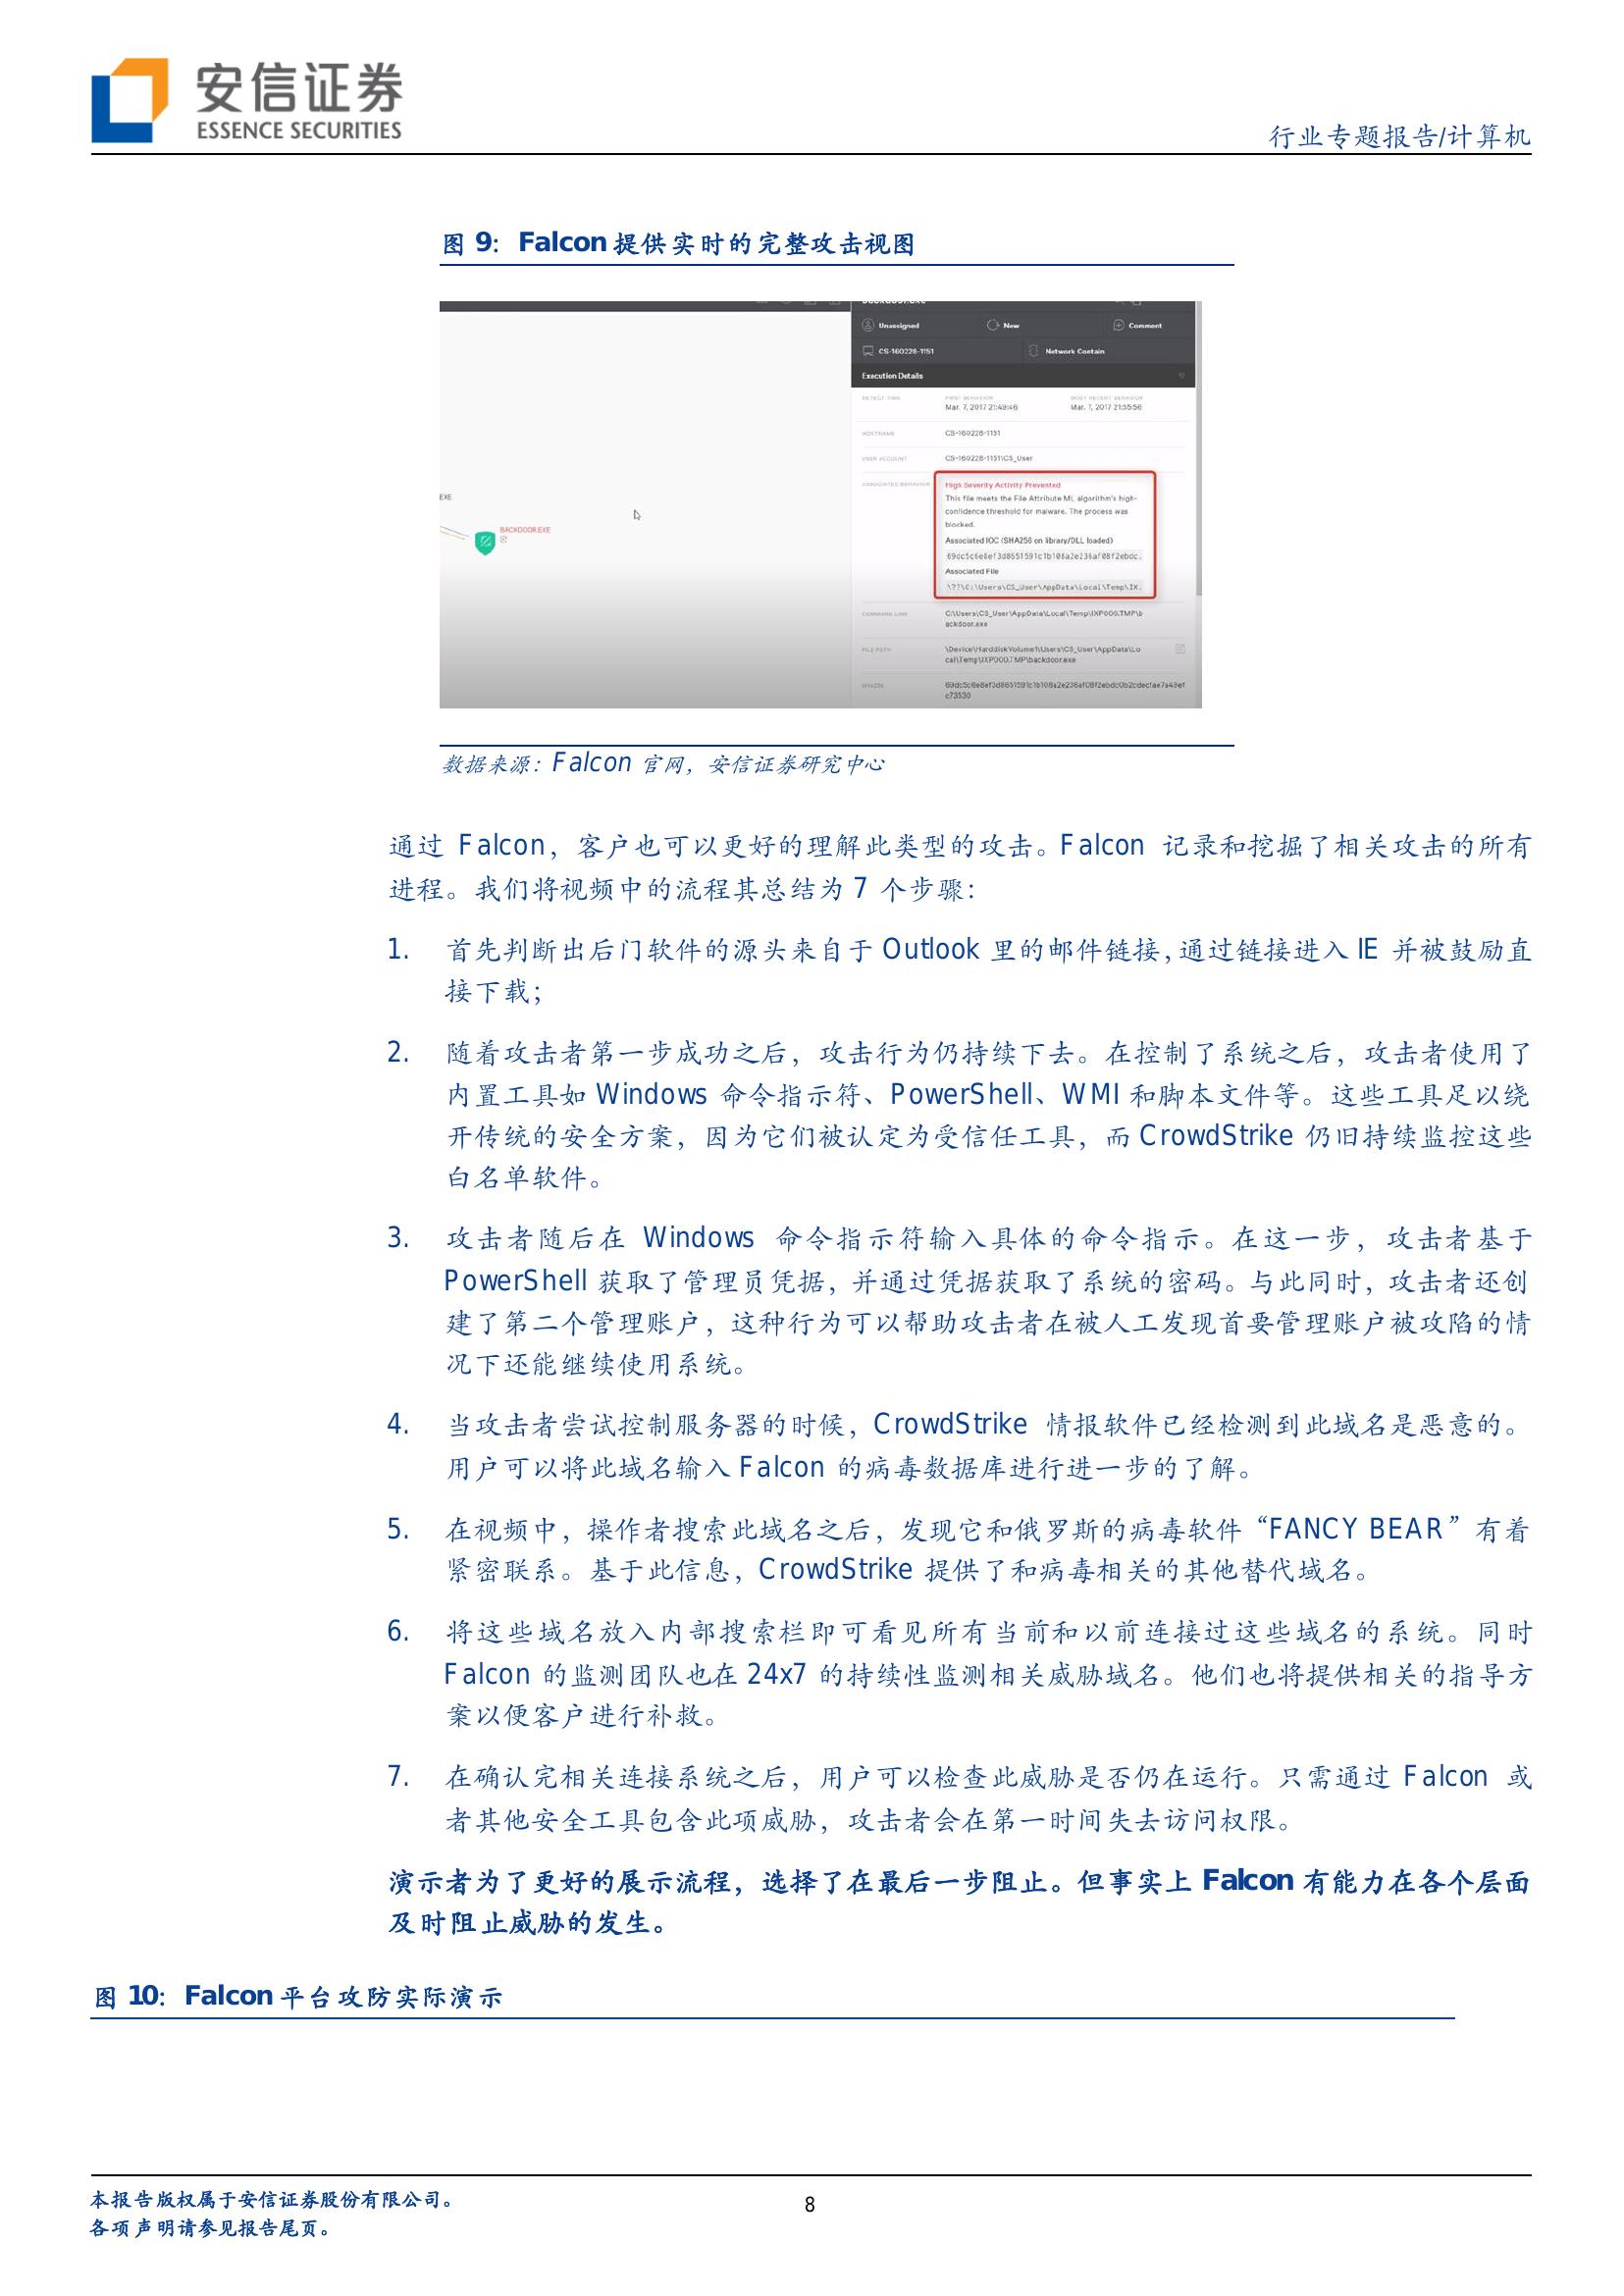 安信证券
ESSENCE SECURITIES
行业专题报告/计算机
图 9：Falcon 提供实时的完整攻击视图
Unassigned
New
Comment
CS-160228-1151
Network Contain
Execution Details
DETECT TIME
FIRST BEHAVIOR
MOST RECENT BEHAVIOR
Mar. 7, 2017 21:49:46
Mar. 7, 2017 21:55:56
HOSTNAME
CS-160228-1151
USER ACCOUNT
CS-160228-1151\CS_User
ASSOCIATED BEHAVIOR
High Severity Activity Prevented
This file meets the File Attribute ML algorithm's high-
confidence threshold for malware. The process was
blocked.
Associated IOC (SHA256 on library/DLL loaded)
Associated File
\??\C:\Users\CS_User\AppData\Local\Temp\IX.
EXE
BACKDOOR.EXE
COMMAND LINE
C:\Users\CS_User\AppData\Local\Temp\IXP000.TMP\b
ackdoor.exe
FILE PATH
\Device\HarddiskVolume1\Users\CS_User\AppData\Lo
cal\Temp\IXP000.TMP\backdoor.exe
SHA256
c73530
数据来源：Falcon 官网，安信证券研究中心
通过 Falcon，客户也可以更好的理解此类型的攻击。Falcon 记录和挖掘了相关攻击的所有
进程。我们将视频中的流程其总结为 7 个步骤：
1. 首先判断出后门软件的源头来自于 Outlook 里的邮件链接，通过链接进入 IE 并被鼓励直
接下载；
2. 随着攻击者第一步成功之后，攻击行为仍持续下去。在控制了系统之后，攻击者使用了
内置工具如 Windows 命令指示符、PowerShell、WMI 和脚本文件等。这些工具足以绕
开传统的安全方案，因为它们被认定为受信任工具，而 CrowdStrike 仍旧持续监控这些
白名单软件。
3. 攻击者随后在 Windows 命令指示符输入具体的命令指示。在这一步，攻击者基于
PowerShell 获取了管理员凭据，并通过凭据获取了系统的密码。与此同时，攻击者还创
建了第二个管理账户，这种行为可以帮助攻击者在被人工发现首要管理账户被攻陷的情
况下还能继续使用系统。
4. 当攻击者尝试控制服务器的时候，CrowdStrike 情报软件已经检测到此域名是恶意的。
用户可以将此域名输入 Falcon 的病毒数据库进行进一步的了解。
5. 在视频中，操作者搜索此域名之后，发现它和俄罗斯的病毒软件“FANCY BEAR”有着
紧密联系。基于此信息，CrowdStrike 提供了和病毒相关的其他替代域名。
6. 将这些域名放入内部搜索栏即可看见所有当前和以前连接过这些域名的系统。同时
Falcon 的监测团队也在 24x7 的持续性监测相关威胁域名。他们也将提供相关的指导方
案以便客户进行补救。
7. 在确认完相关连接系统之后，用户可以检查此威胁是否仍在运行。只需通过 Falcon 或
者其他安全工具包含此项威胁，攻击者会在第一时间失去访问权限。
演示者为了更好的展示流程，选择了在最后一步阻止。但事实上 Falcon 有能力在各个层面
及时阻止威胁的发生。
图 10：Falcon 平台攻防实际演示
本报告版权属于安信证券股份有限公司。
各项声明请参见报告尾页。
8